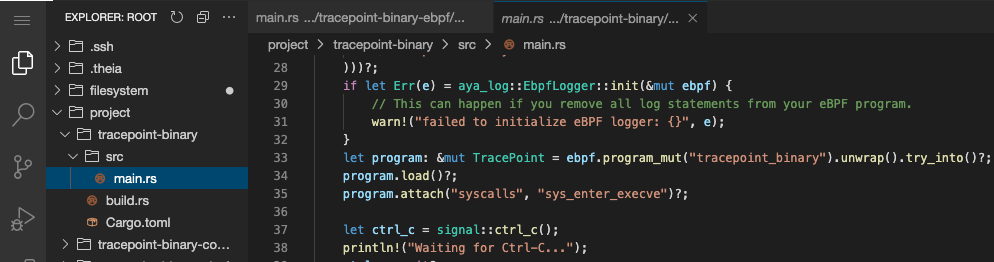 EXPLORER: ROOT
.ssh
.theia
filesystem
project
tracepoint-binary
src
main.rs
build.rs
Cargo.toml
tracepoint-binary-co...
main.rs .../tracepoint-binary-ebpf/...
main.rs .../tracepoint-binary/...
project > tracepoint-binary > src > main.rs
28 )))?;
29 if let Err(e) = aya_log::EbpfLogger::init(&mut ebpf) {
30 // This can happen if you remove all log statements from your eBPF program.
31 warn!("failed to initialize eBPF logger: {}", e);
32 }
33 let program: &mut TracePoint = ebpf.program_mut("tracepoint_binary").unwrap().try_into()?;
34 program.load()?;
35 program.attach("syscalls", "sys_enter_execve")?;
36
37 let ctrl_c = signal::ctrl_c();
38 println!("Waiting for Ctrl-C...");